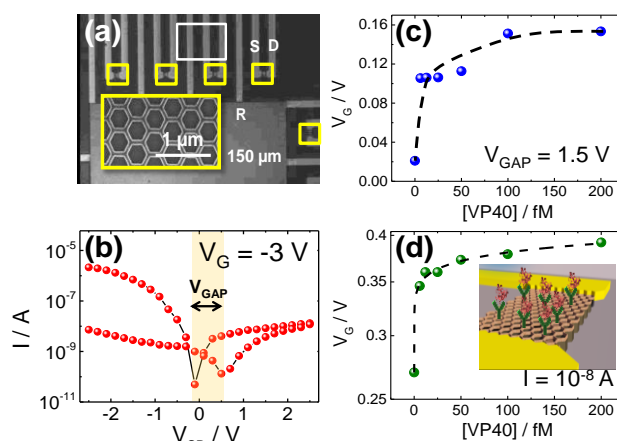 (a)
S D
R
1 µm
150 µm
(b)
V_G = -3 V
V_GAP
I / A
10^-5
10^-7
10^-9
10^-11
-2 -1 0 1 2
/ V
(c)
V_G / V
0.16
0.12
0.08
0.04
0.00
V_GAP = 1.5 V
0 50 100 150 200
[VP40] / fM
(d)
V_G / V
0.4
0.35
0.3
0.25
I = 10^-8 A
0 50 100 150 200
[VP40] / fM